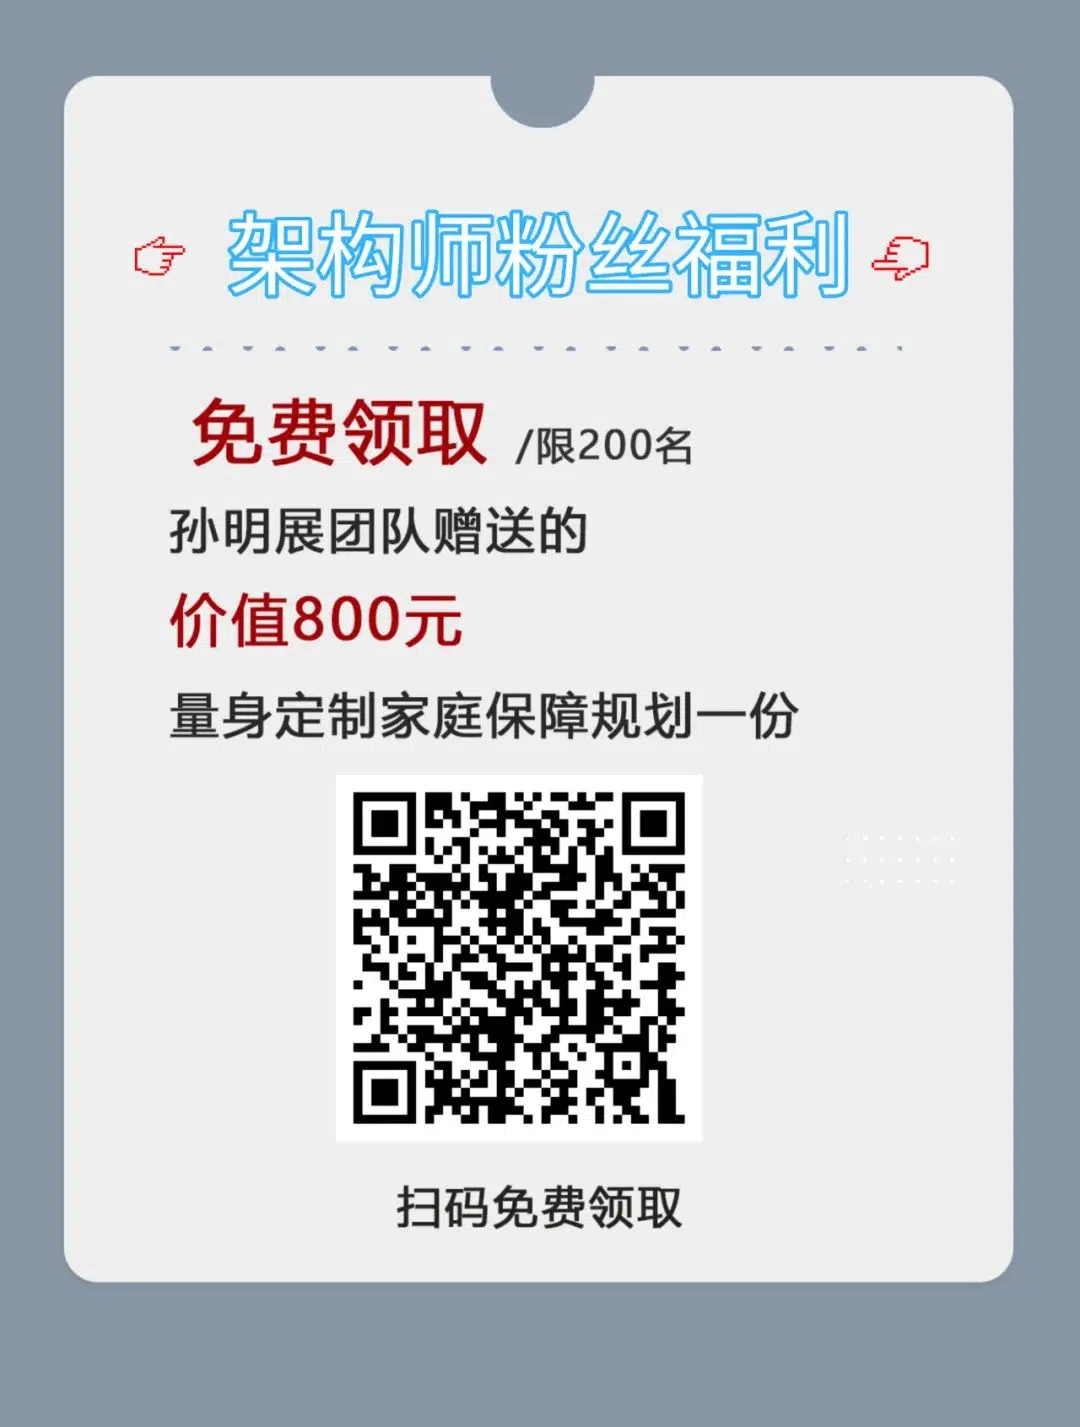 架构师粉丝福利
免费领取 /限200名
孙明展团队赠送的
价值800元
量身定制家庭保障规划一份
扫码免费领取